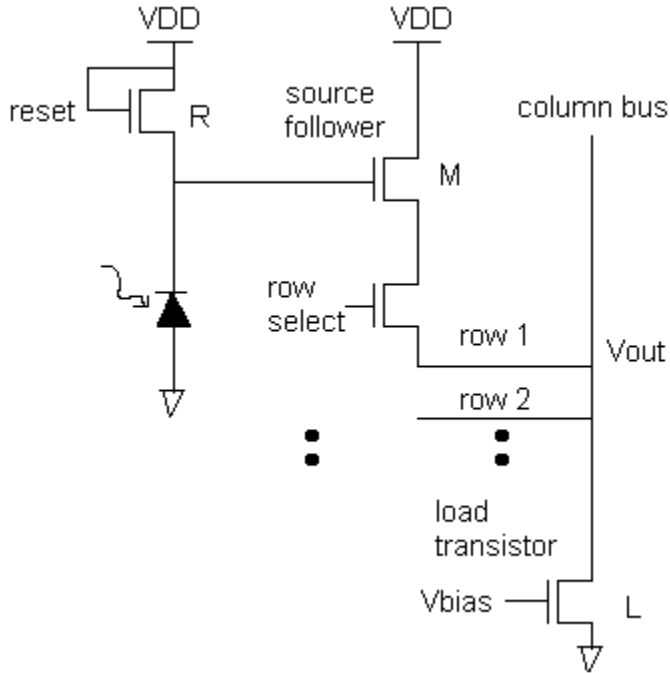 VDD
VDD
reset
R
source
follower
column bus
M
row
select
row 1
Vout
row 2
load
transistor
Vbias
L